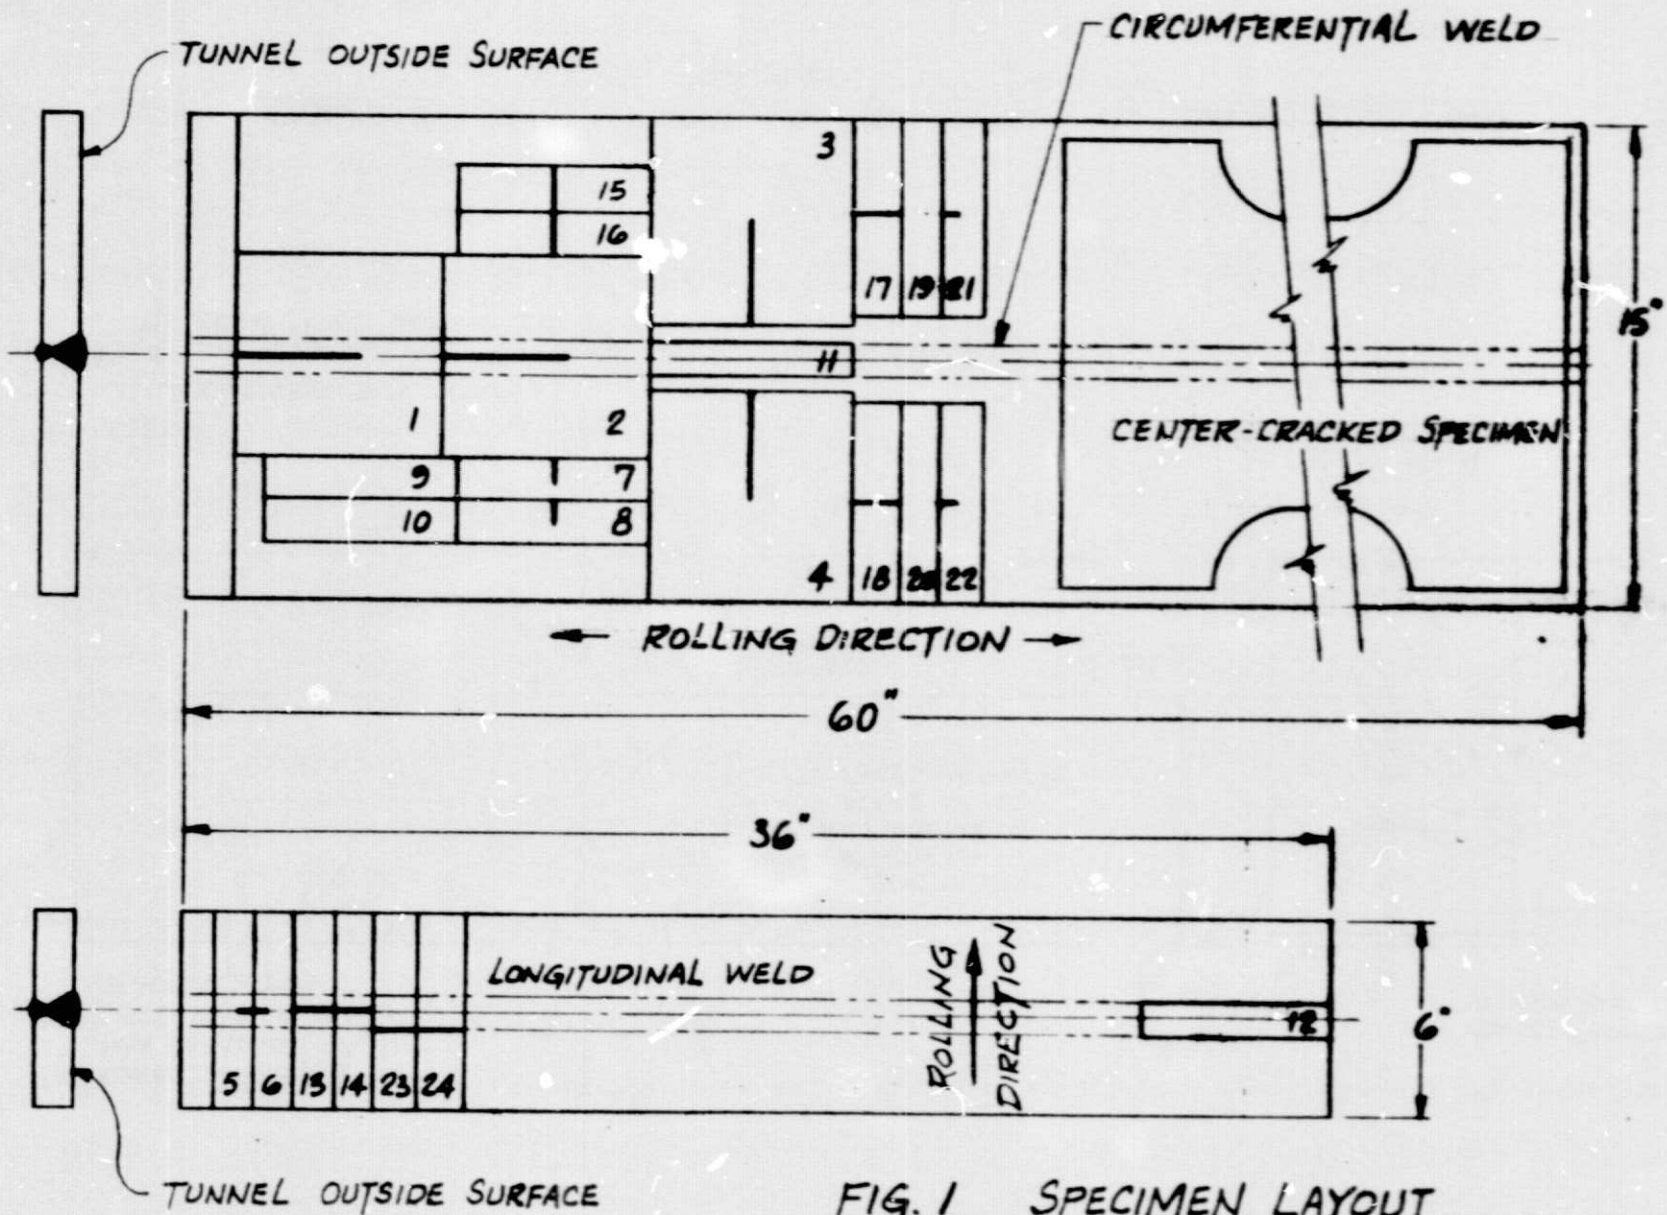 CIRCUMFERENTIAL WELD
TUNNEL OUTSIDE SURFACE
3
15
16
17 19 21
15"
11
1 2
CENTER-CRACKED SPECIMEN
9 7
10 8
4 18 20 22
ROLLING DIRECTION
60"
36"
LONGITUDINAL WELD
ROLLING
DIRECTION
12
6"
5 6 13 14 23 24
TUNNEL OUTSIDE SURFACE
FIG. 1 SPECIMEN LAYOUT